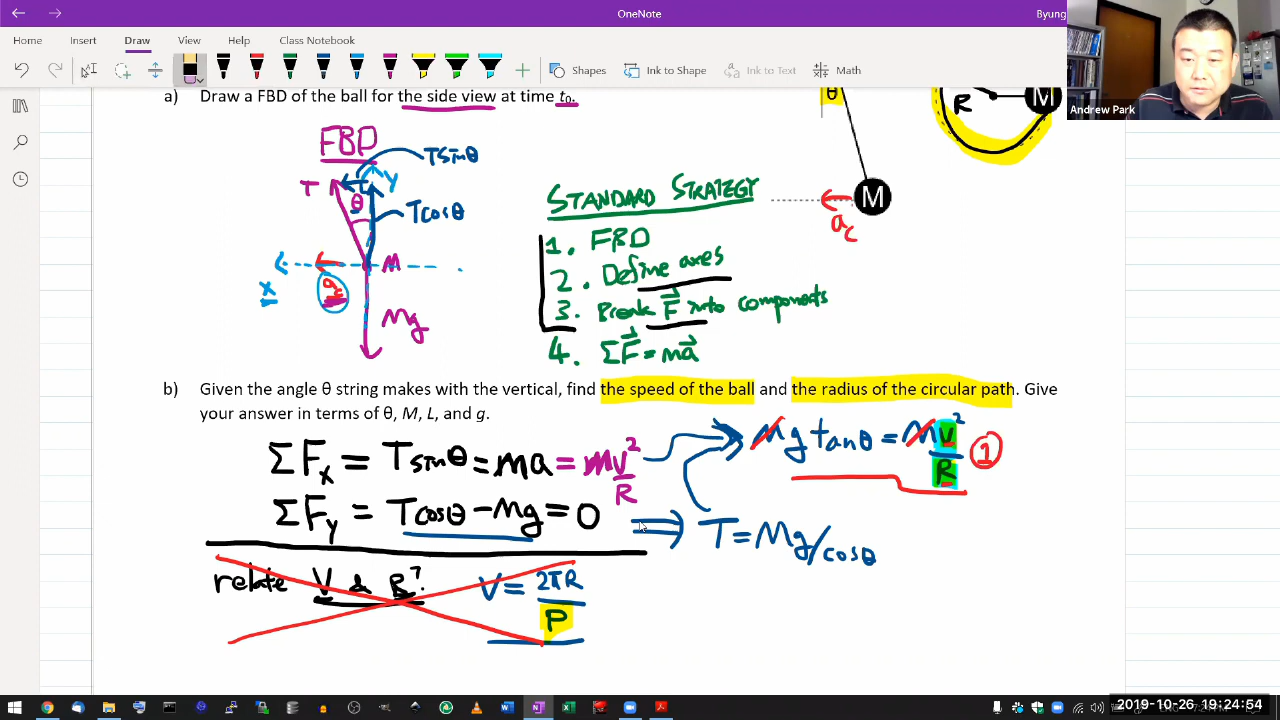 OneNote
Byung
Home Insert Draw View Help Class Notebook
Shapes Ink to Shape Ink to Text Math
Andrew Park
a) Draw a FBD of the ball for the side view at time t₀.
θ
R
M
FBD
T
Tsinθ
y
θ
Tcosθ
M
x
Mg
STANDARD STRATEGY
1. FBD
2. Define axes
3. Break F⃗ into components
4. ΣF⃗ = ma⃗
M
a_c
b) Given the angle θ string makes with the vertical, find the speed of the ball and the radius of the circular path. Give
your answer in terms of θ, M, L, and g.
ΣFx = Tsinθ = ma = mv²/R
Mg tanθ = Mv²/R ①
ΣFy = Tcosθ - Mg = 0
⇒ T = Mg/cosθ
relate V & R?
V = 2πR/P
2019-10-26 19:24:54